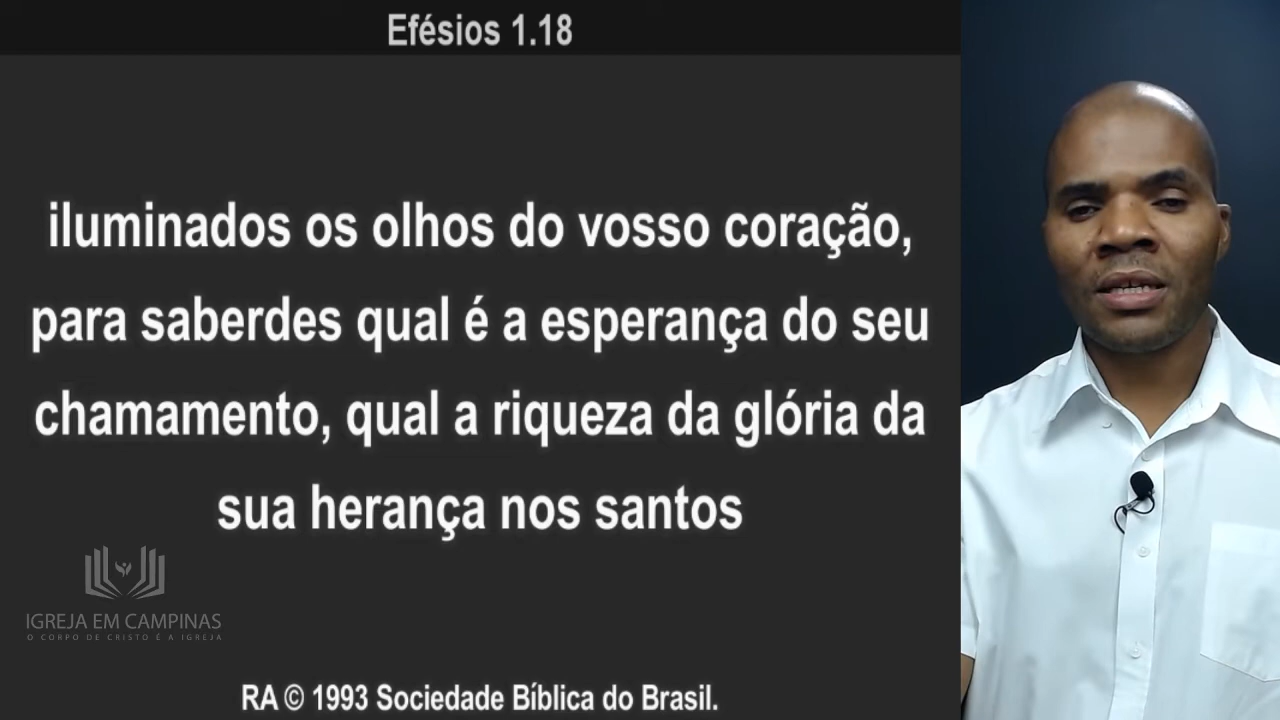 Efésios 1.18
iluminados os olhos do vosso coração,
para saberdes qual é a esperança do seu
chamamento, qual a riqueza da glória da
sua herança nos santos
IGREJA EM CAMPINAS
O CORPO DE CRISTO É A IGREJA
RA © 1993 Sociedade Bíblica do Brasil.